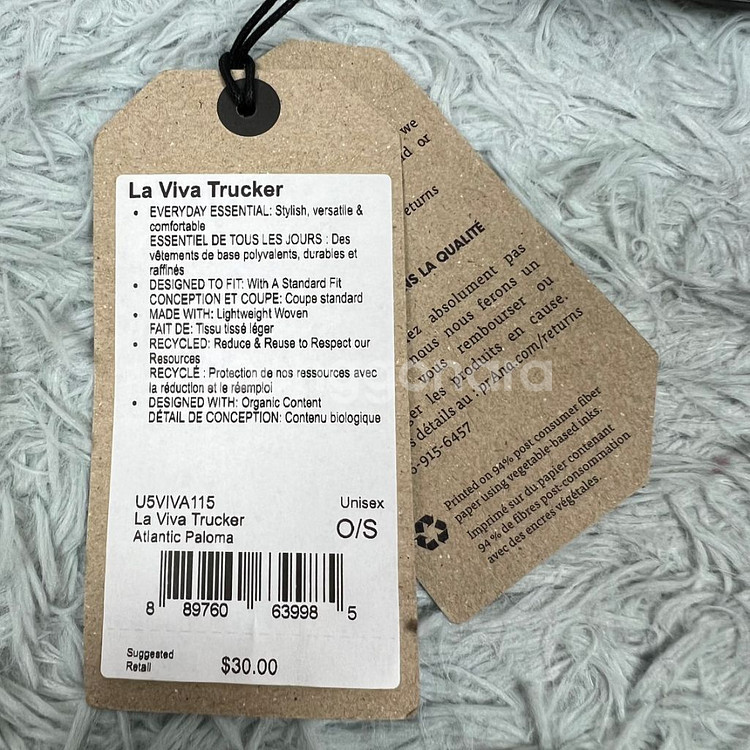 La Viva Trucker
• EVERYDAY ESSENTIAL: Stylish, versatile &
comfortable
ESSENTIEL DE TOUS LES JOURS : Des
vêtements de base polyvalents, durables et
raffinés
• DESIGNED TO FIT: With A Standard Fit
CONCEPTION ET COUPE: Coupe standard
• MADE WITH: Lightweight Woven
FAIT DE: Tissu tissé léger
• RECYCLED: Reduce & Reuse to Respect our
Resources
RECYCLÉ : Protection de nos ressources avec
la réduction et le réemploi
• DESIGNED WITH: Organic Content
DÉTAIL DE CONCEPTION: Contenu biologique
U5VIVA115 Unisex
La Viva Trucker O/S
Atlantic Paloma
8 89760 63998 5
Suggested
Retail $30.00
we
or
LA QUALITÉ
absolument pas
nous nous ferons un
vous rembourser ou
les produits en cause.
détails au : prAna.com/returns
-915-6457
Printed on 94% post consumer fiber
paper using vegetable-based inks.
Imprimé sur du papier contenant
94 % de fibres post-consommation
avec des encres végétales.